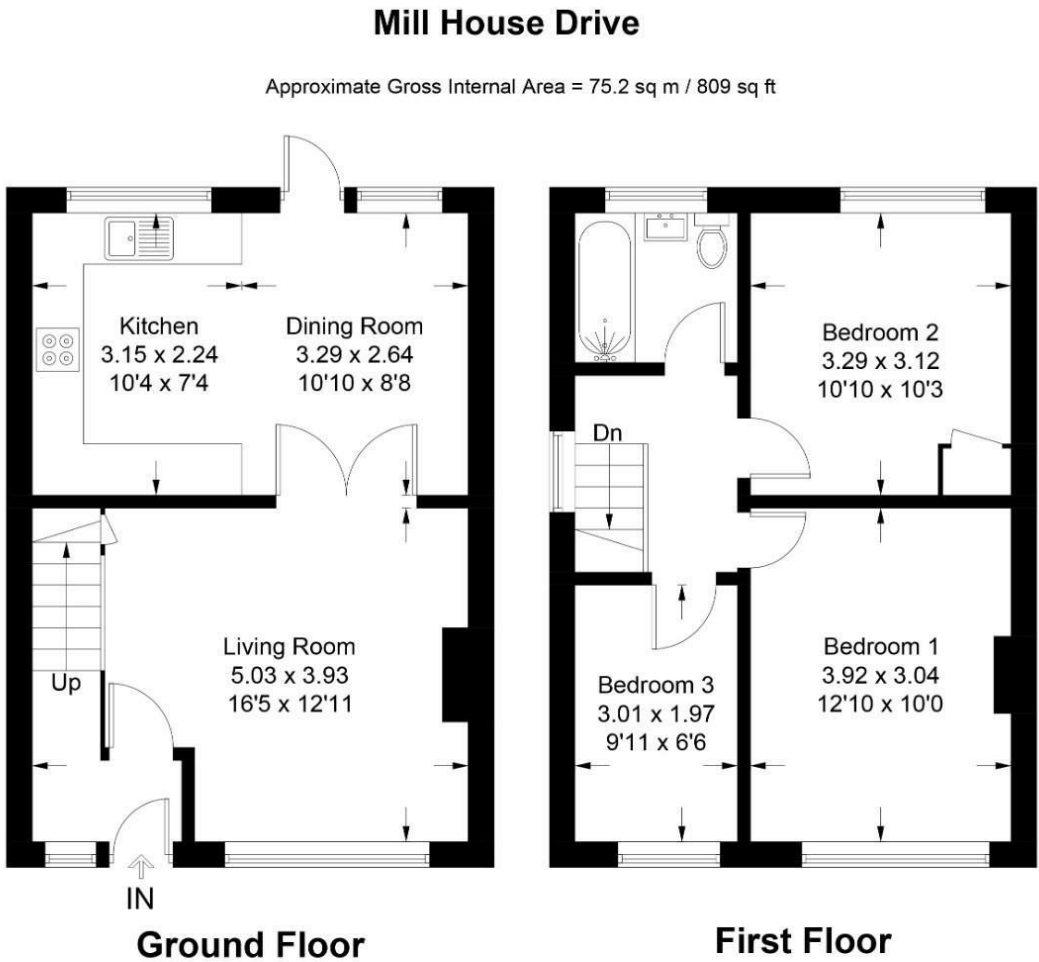 Mill House Drive
Approximate Gross Internal Area = 75.2 sq m / 809 sq ft
Kitchen
3.15 x 2.24
10'4 x 7'4
Dining Room
3.29 x 2.64
10'10 x 8'8
Living Room
5.03 x 3.93
16'5 x 12'11
Up
IN
Ground Floor
Bedroom 2
3.29 x 3.12
10'10 x 10'3
Dn
Bedroom 3
3.01 x 1.97
9'11 x 6'6
Bedroom 1
3.92 x 3.04
12'10 x 10'0
First Floor